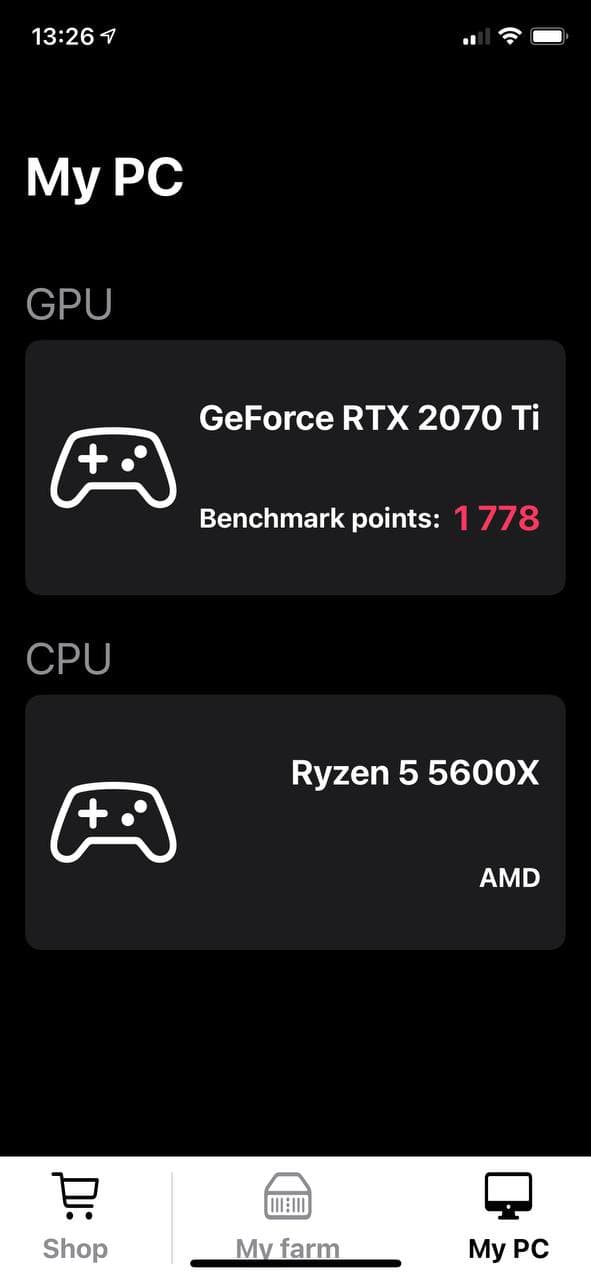 13:26
My PC
GPU
GeForce RTX 2070 Ti
Benchmark points: 1 778
CPU
Ryzen 5 5600X
AMD
Shop
My farm
My PC